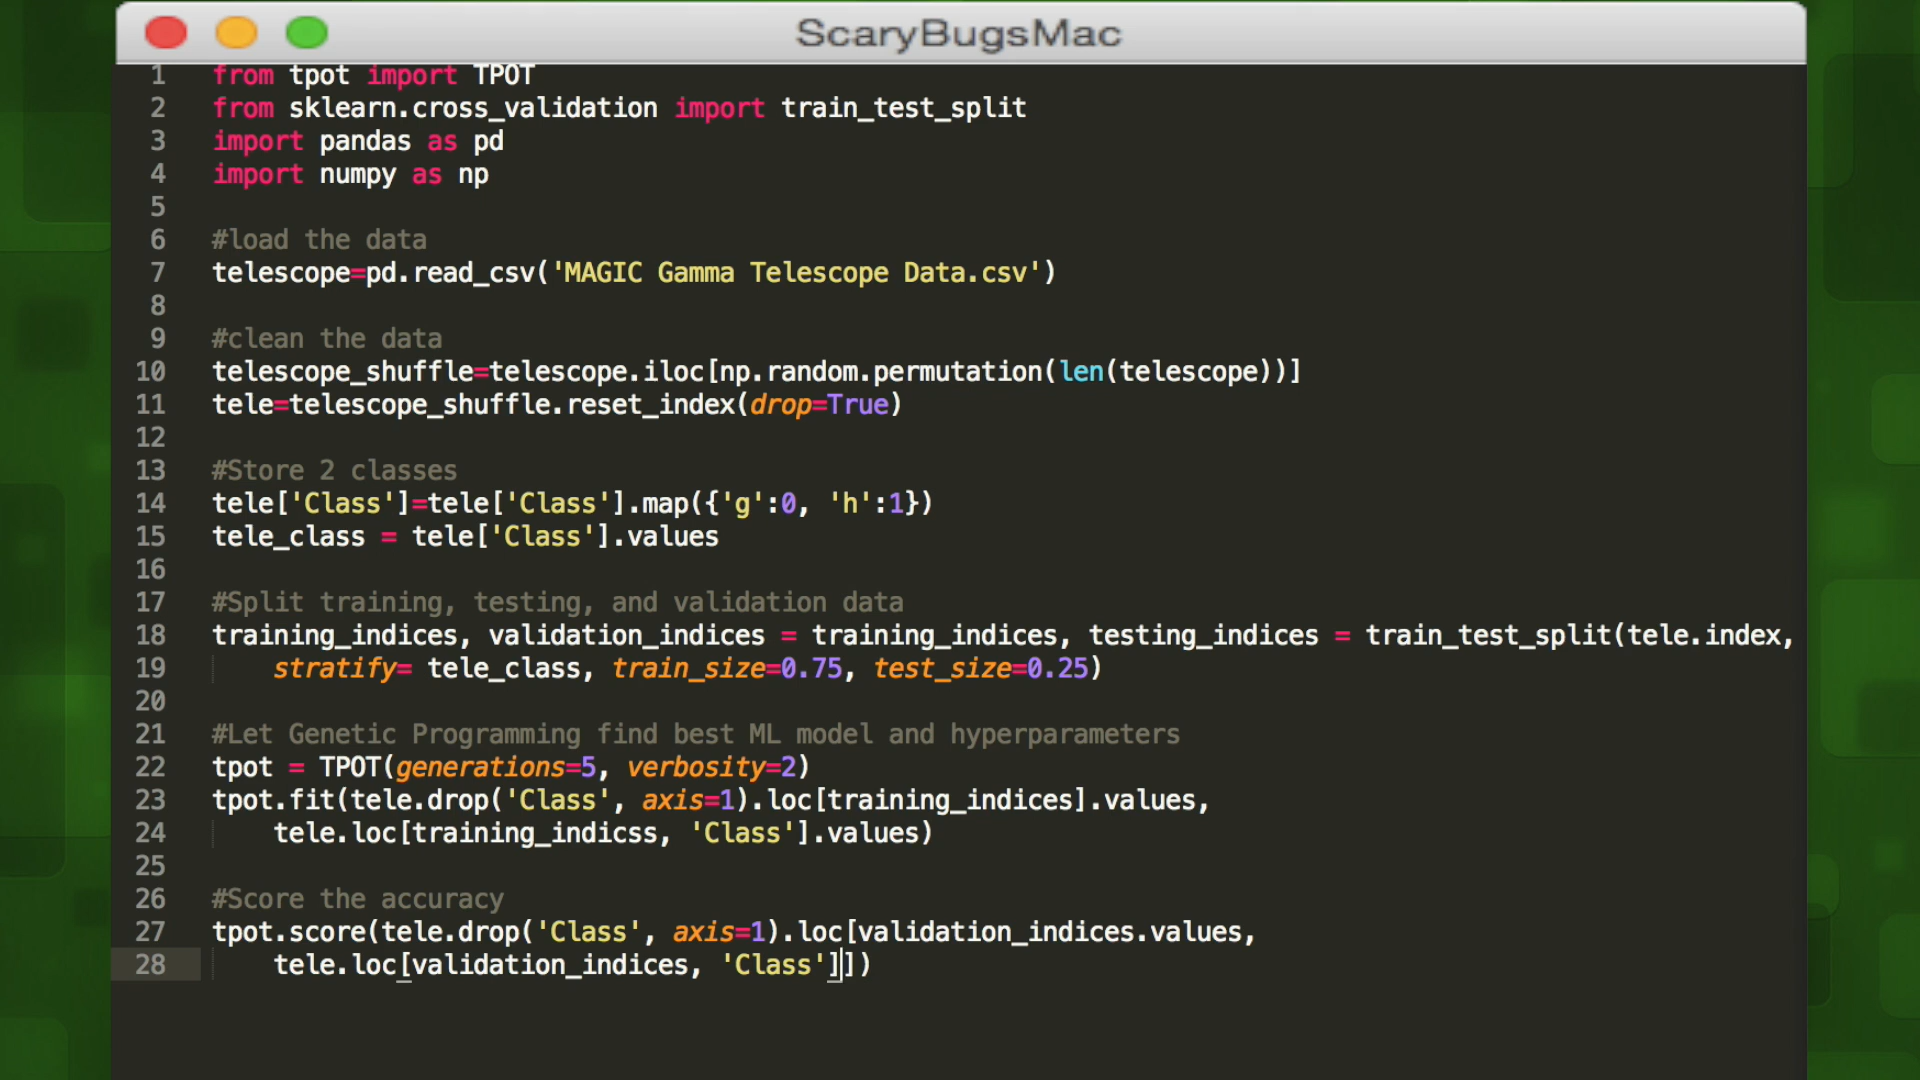 ScaryBugsMac
1 from tpot import TPOT
2 from sklearn.cross_validation import train_test_split
3 import pandas as pd
4 import numpy as np
5
6 #load the data
7 telescope=pd.read_csv('MAGIC Gamma Telescope Data.csv')
8
9 #clean the data
10 telescope_shuffle=telescope.iloc[np.random.permutation(len(telescope))]
11 tele=telescope_shuffle.reset_index(drop=True)
12
13 #Store 2 classes
14 tele['Class']=tele['Class'].map({'g':0, 'h':1})
15 tele_class = tele['Class'].values
16
17 #Split training, testing, and validation data
18 training_indices, validation_indices = training_indices, testing_indices = train_test_split(tele.index,
19     stratify= tele_class, train_size=0.75, test_size=0.25)
20
21 #Let Genetic Programming find best ML model and hyperparameters
22 tpot = TPOT(generations=5, verbosity=2)
23 tpot.fit(tele.drop('Class', axis=1).loc[training_indices].values,
24     tele.loc[training_indicss, 'Class'].values)
25
26 #Score the accuracy
27 tpot.score(tele.drop('Class', axis=1).loc[validation_indices.values,
28     tele.loc[validation_indices, 'Class']])